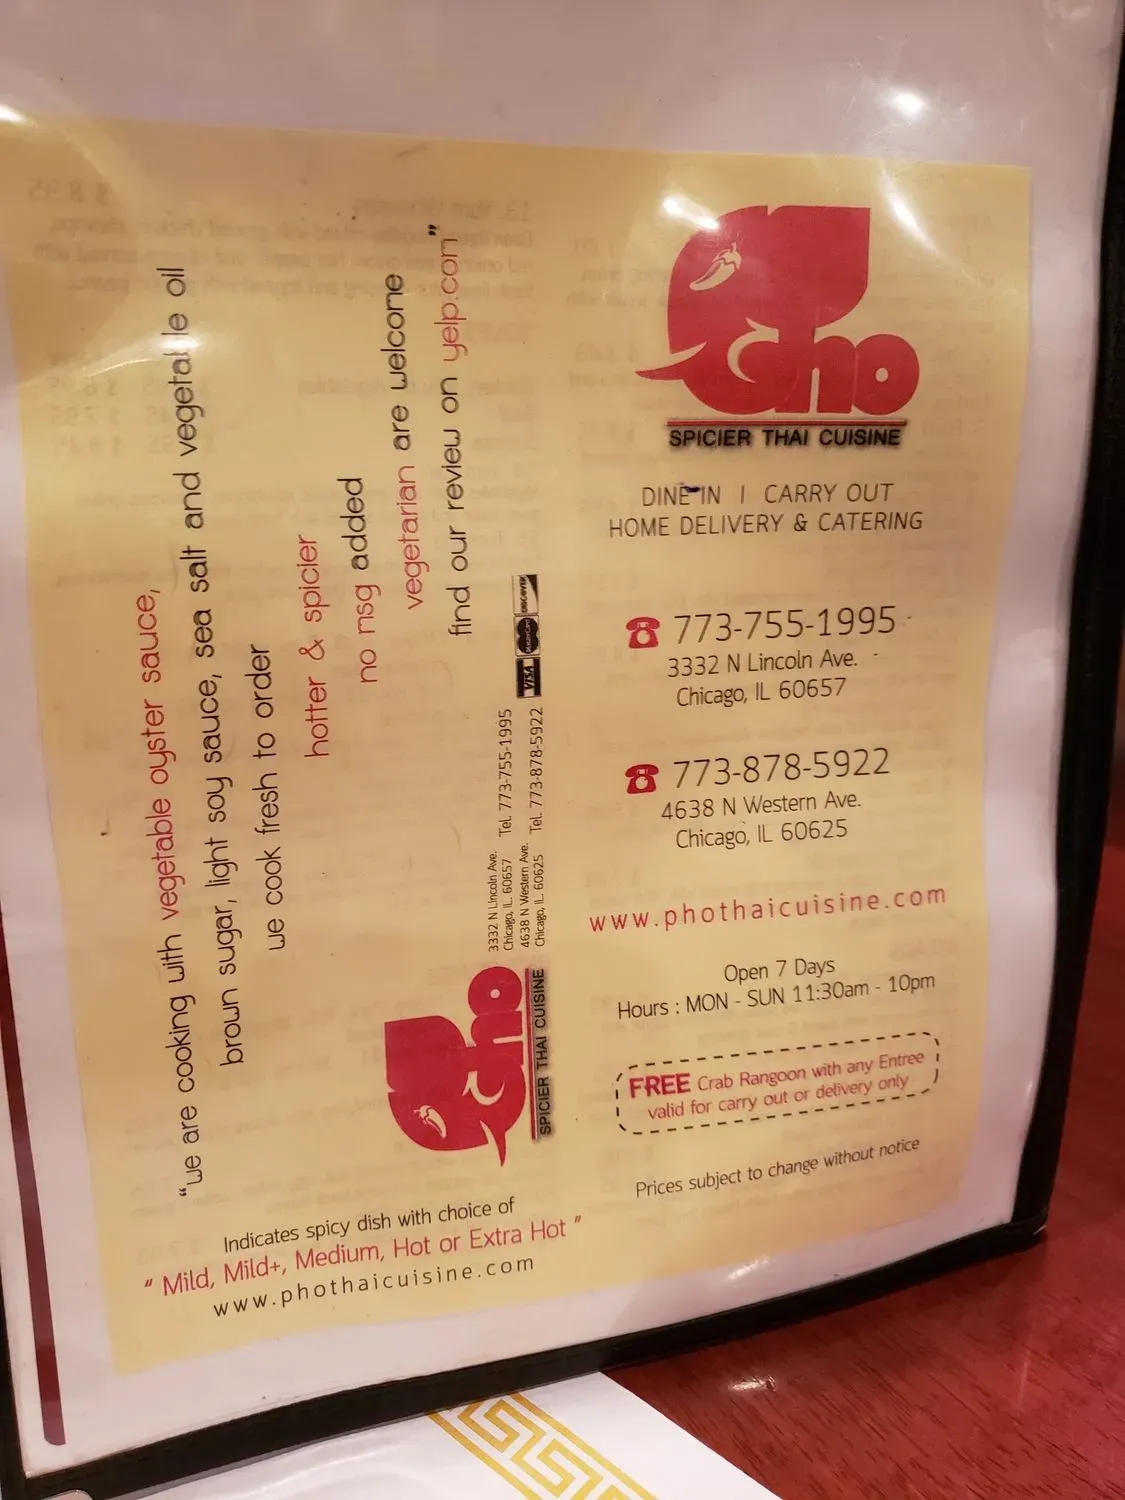 "we are cooking with vegetable oyster sauce,
brown sugar, light soy sauce, sea salt and vegetable oil
we cook fresh to order
hotter & spicier
no msg added
vegetarian are welcome
find our review on yelp.com"
Pho
SPICIER THAI CUISINE
3332 N Lincoln Ave.
Chicago, IL 60657 Tel. 773-755-1995
4638 N Western Ave.
Chicago, IL 60625 Tel. 773-878-5922
VISA
MasterCard
DISCOVER
Indicates spicy dish with choice of
" Mild, Mild+, Medium, Hot or Extra Hot "
www.phothaicuisine.com
Pho
SPICIER THAI CUISINE
DINE-IN I CARRY OUT
HOME DELIVERY & CATERING
773-755-1995
3332 N Lincoln Ave.
Chicago, IL 60657
773-878-5922
4638 N Western Ave.
Chicago, IL 60625
www.phothaicuisine.com
Open 7 Days
Hours : MON - SUN 11:30am - 10pm
FREE Crab Rangoon with any Entree
valid for carry out or delivery only
Prices subject to change without notice